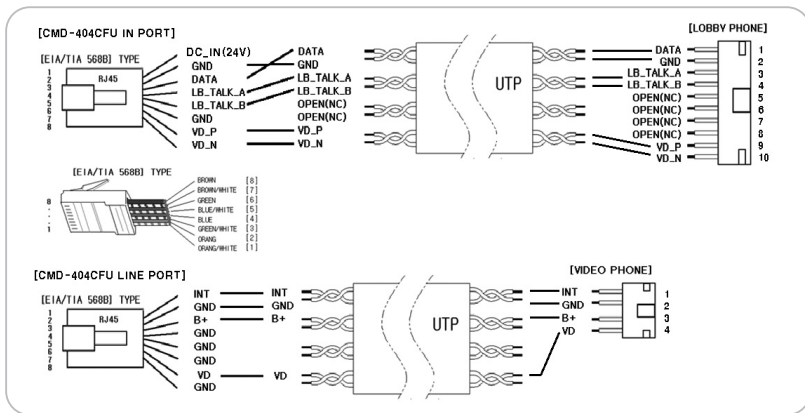 [CMD-404CFU IN PORT]
[EIA/TIA 568B] TYPE
RJ45
1
2
3
4
5
6
7
8
DC_IN(24V)
GND
DATA
LB_TALK_A
LB_TALK_B
GND
VD_P
VD_N
DATA
GND
LB_TALK_A
LB_TALK_B
OPEN(NC)
OPEN(NC)
VD_P
VD_N
UTP
[LOBBY PHONE]
DATA 1
GND 2
LB_TALK_A 3
LB_TALK_B 4
OPEN(NC) 5
OPEN(NC) 6
OPEN(NC) 7
OPEN(NC) 8
VD_P 9
VD_N 10
[EIA/TIA 568B] TYPE
8
.
.
.
1
BROWN [8]
BROWN/WHITE [7]
GREEN [6]
BLUE/WHITE [5]
BLUE [4]
GREEN/WHITE [3]
ORANG [2]
ORANG/WHITE [1]
[CMD-404CFU LINE PORT]
[EIA/TIA 568B] TYPE
RJ45
1
2
3
4
5
6
7
8
INT
GND
B+
GND
GND
GND
VD
GND
INT
GND
B+
VD
UTP
[VIDEO PHONE]
INT 1
GND 2
B+ 3
VD 4